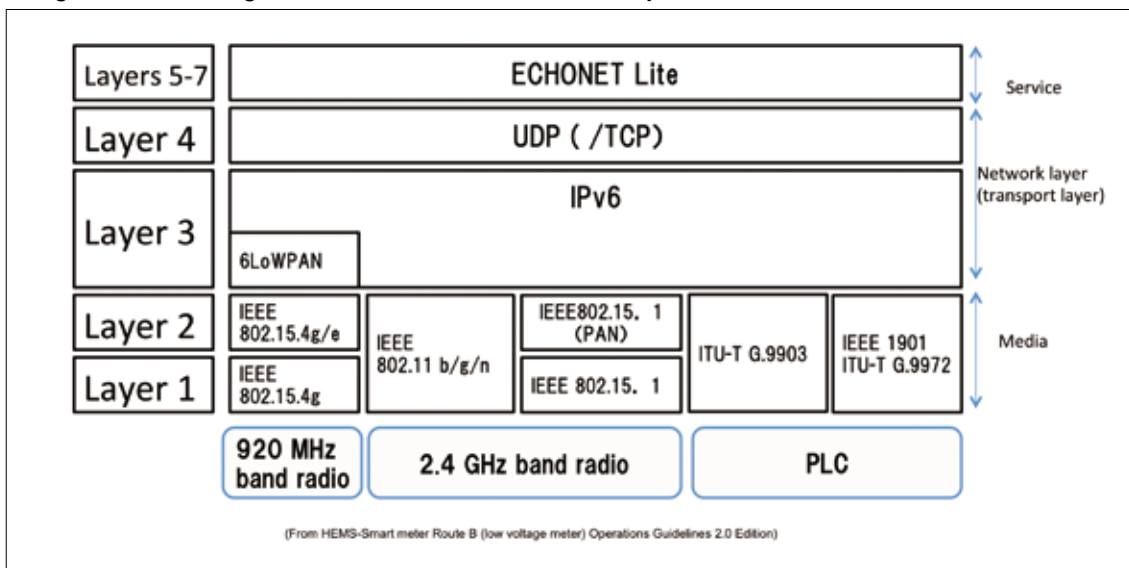 Layers 5-7
ECHONET Lite
Service
Layer 4
UDP ( /TCP)
Network layer
(transport layer)
Layer 3
IPv6
6LoWPAN
Layer 2
IEEE
802.15.4g/e
IEEE
802.11 b/g/n
IEEE802.15. 1
(PAN)
ITU-T G.9903
IEEE 1901
ITU-T G.9972
Media
Layer 1
IEEE
802.15.4g
IEEE 802.15. 1
920 MHz
band radio
2.4 GHz band radio
PLC
(From HEMS-Smart meter Route B (low voltage meter) Operations Guidelines 2.0 Edition)